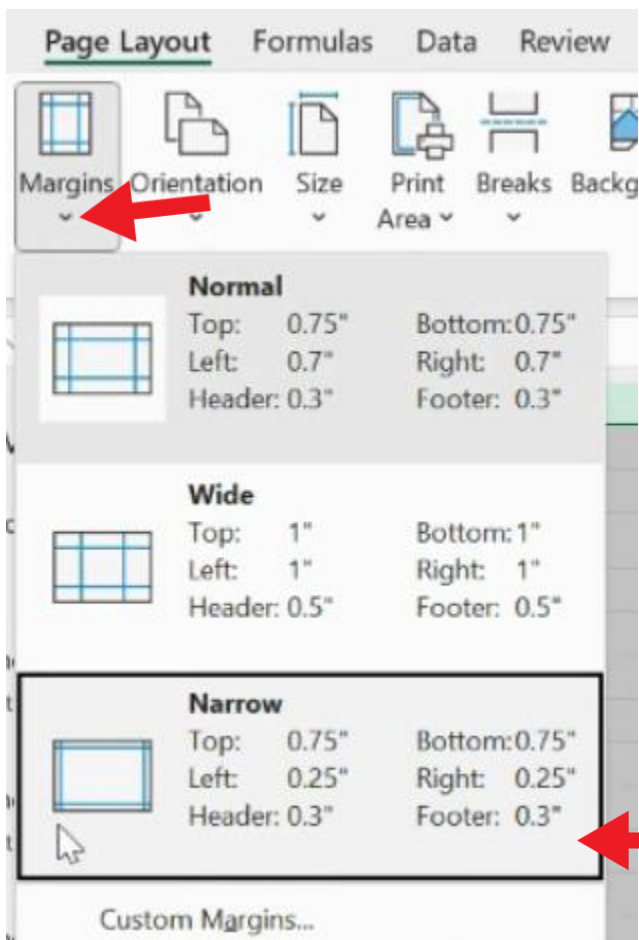 Page Layout Formulas Data Review
Margins Orientation Size Print Breaks
Area
Normal
Top: 0.75" Bottom: 0.75"
Left: 0.7" Right: 0.7"
Header: 0.3" Footer: 0.3"
Wide
Top: 1" Bottom: 1"
Left: 1" Right: 1"
Header: 0.5" Footer: 0.5"
Narrow
Top: 0.75" Bottom: 0.75"
Left: 0.25" Right: 0.25"
Header: 0.3" Footer: 0.3"
Custom Margins...